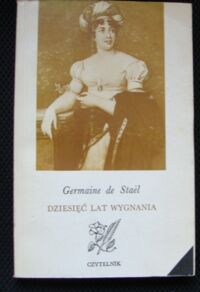 Germaine de Staël
DZIESIĘĆ LAT WYGNANIA
CZYTELNIK